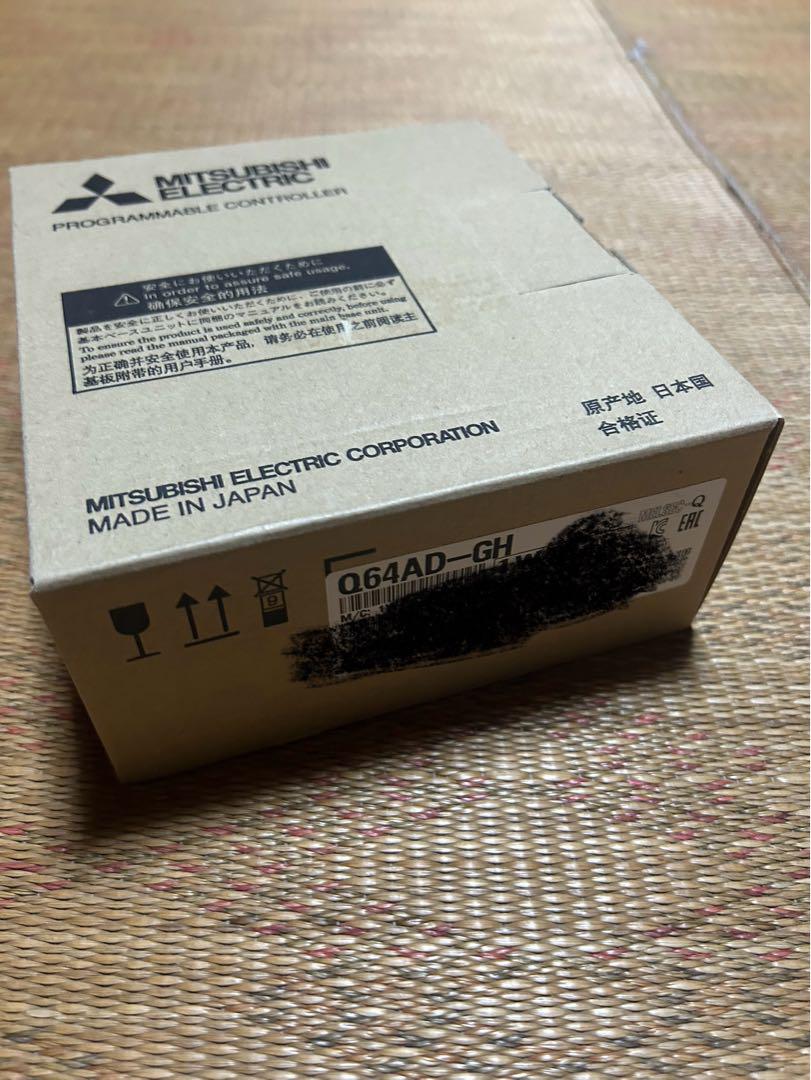 MITSUBISHI
ELECTRIC
PROGRAMMABLE CONTROLLER
安全にお使いいただくために
In order to assure safe usage.
确保安全的用法
製品を安全に正しくお使いいただくために、ご使用の前に必ず
基本ベースユニットに同梱のマニュアルをお読みください。
To ensure the product is used safely and correctly, before using
please read the manual packaged with the main base unit.
为正确并安全使用本产品，请务必在使用之前阅读主
基板附带的用户手册。
MITSUBISHI ELECTRIC CORPORATION
MADE IN JAPAN
原产地 日本国
合格证
MELSEC-Q
Q64AD-GH
EAC
M/C: